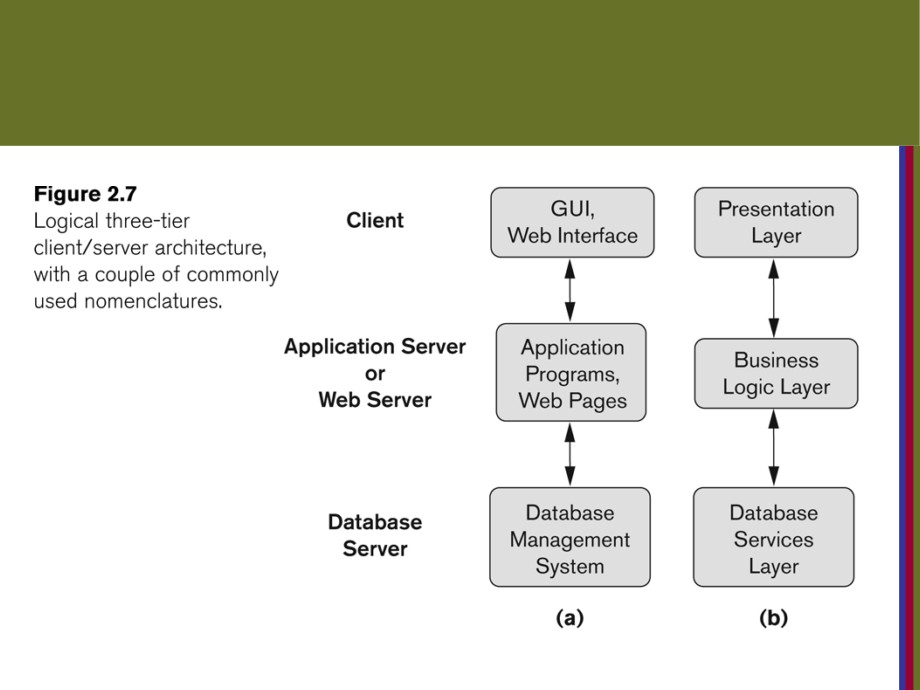 Figure 2.7
Logical three-tier
client/server architecture,
with a couple of commonly
used nomenclatures.
Client
GUI,
Web Interface
Presentation
Layer
Application Server
or
Web Server
Application
Programs,
Web Pages
Business
Logic Layer
Database
Server
Database
Management
System
Database
Services
Layer
(a)
(b)